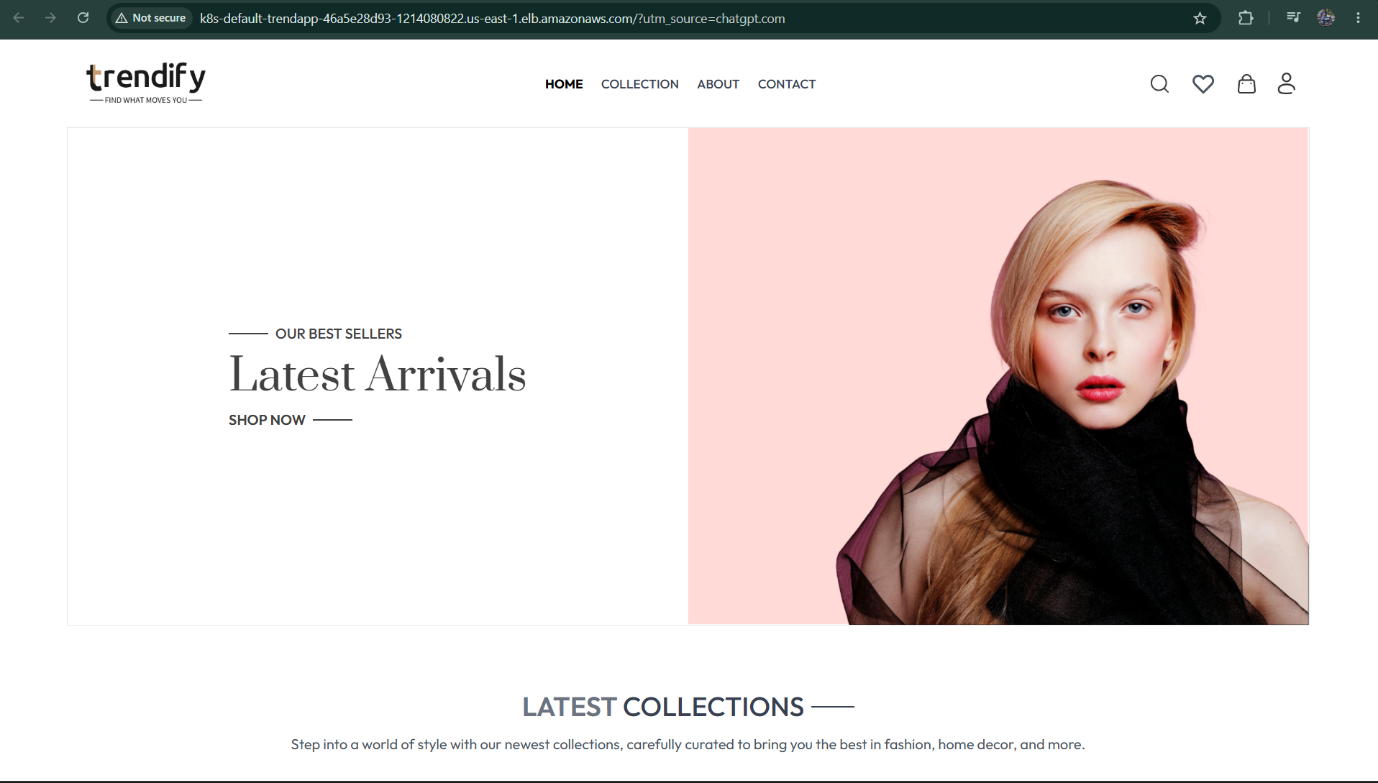 Not secure
k8s-default-trendapp-46a5e28d93-1214080822.us-east-1.elb.amazonaws.com/?utm_source=chatgpt.com
trendify
FIND WHAT MOVES YOU
HOME COLLECTION ABOUT CONTACT
OUR BEST SELLERS
Latest Arrivals
SHOP NOW
LATEST COLLECTIONS
Step into a world of style with our newest collections, carefully curated to bring you the best in fashion, home decor, and more.